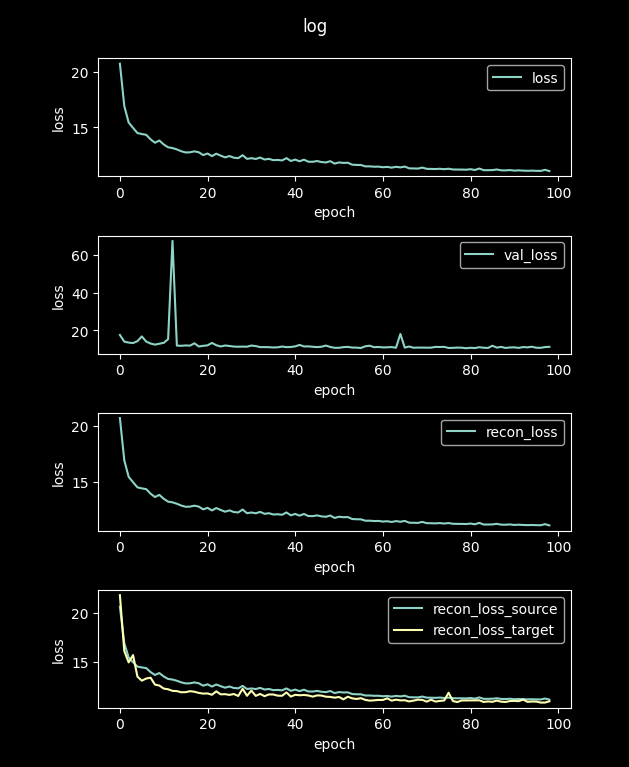 log
20
15
loss
loss
0 20 40 60 80 100
epoch
60
40
20
loss
val_loss
0 20 40 60 80 100
epoch
20
15
loss
recon_loss
0 20 40 60 80 100
epoch
20
15
loss
recon_loss_source
recon_loss_target
0 20 40 60 80 100
epoch